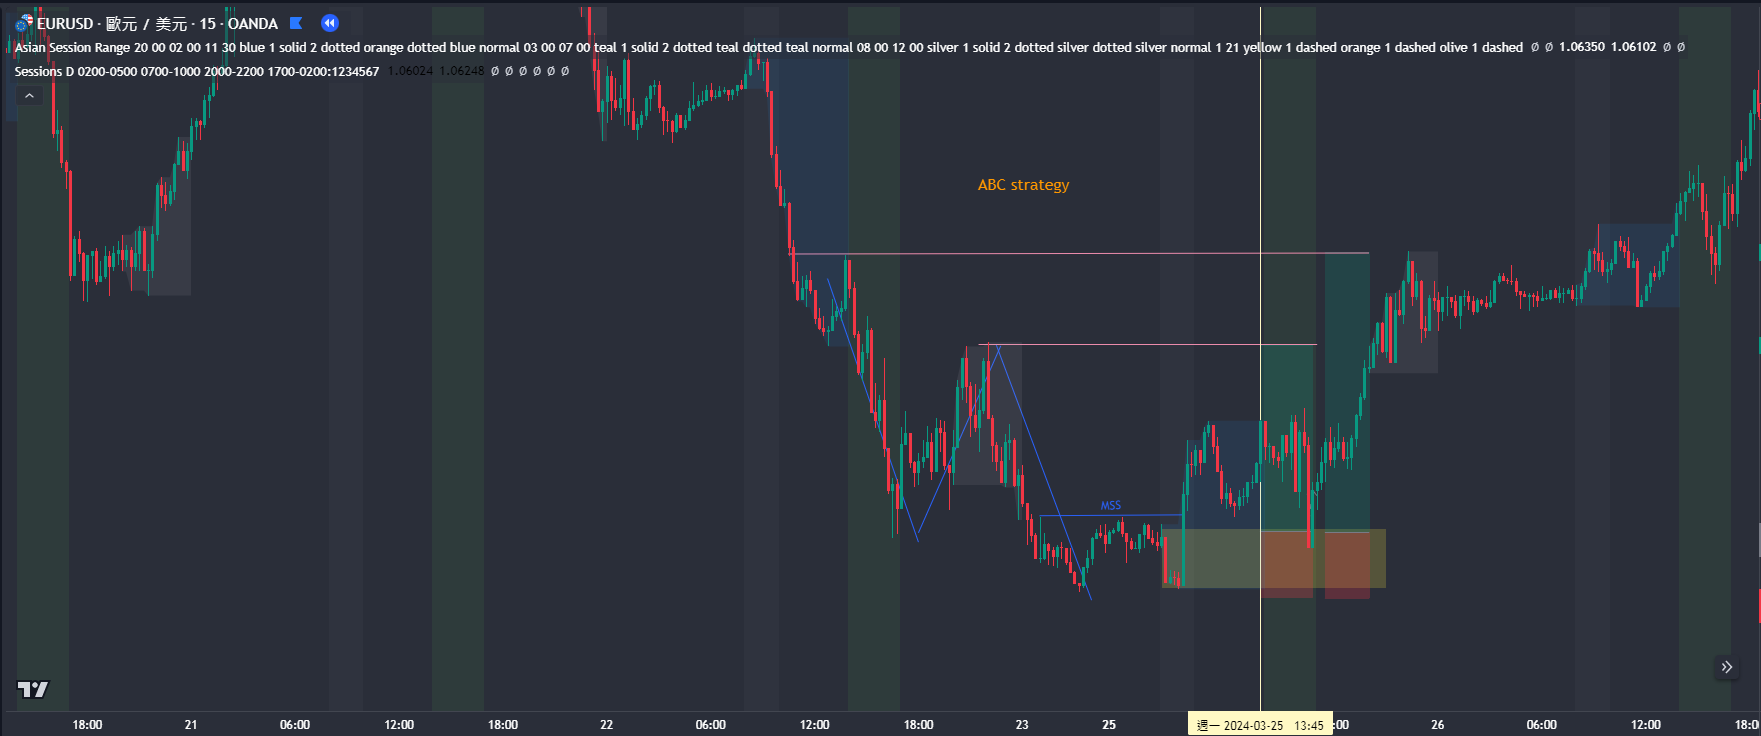 EURUSD · 歐元 / 美元 · 15 · OANDA
Asian Session Range 20 00 02 00 11 30 blue 1 solid 2 dotted orange dotted blue normal 03 00 07 00 teal 1 solid 2 dotted teal dotted teal normal 08 00 12 00 silver 1 solid 2 dotted silver dotted silver normal 1 21 yellow 1 dashed orange 1 dashed olive 1 dashed ∅ ∅ 1.06350 1.06102 ∅ ∅
Sessions D 0200-0500 0700-1000 2000-2200 1700-0200:1234567 1.06024 1.06248 ∅ ∅ ∅ ∅ ∅ ∅
ABC strategy
MSS
18:00 21 06:00 12:00 18:00 22 06:00 12:00 18:00 23 25 週一 2024-03-25 13:45 :00 26 06:00 12:00 18:0